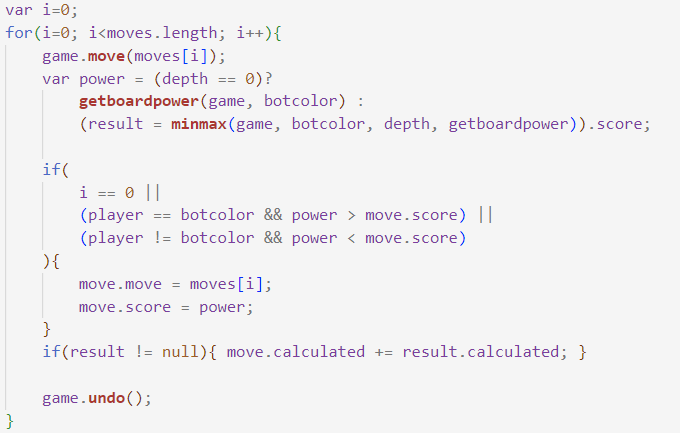 var i=0;
for(i=0; i<moves.length; i++){
    game.move(moves[i]);
    var power = (depth == 0)?
        getboardpower(game, botcolor) :
        (result = minmax(game, botcolor, depth, getboardpower)).score;

    if(
        i == 0 ||
        (player == botcolor && power > move.score) ||
        (player != botcolor && power < move.score)
    ){
        move.move = moves[i];
        move.score = power;
    }
    if(result != null){ move.calculated += result.calculated; }

    game.undo();
}